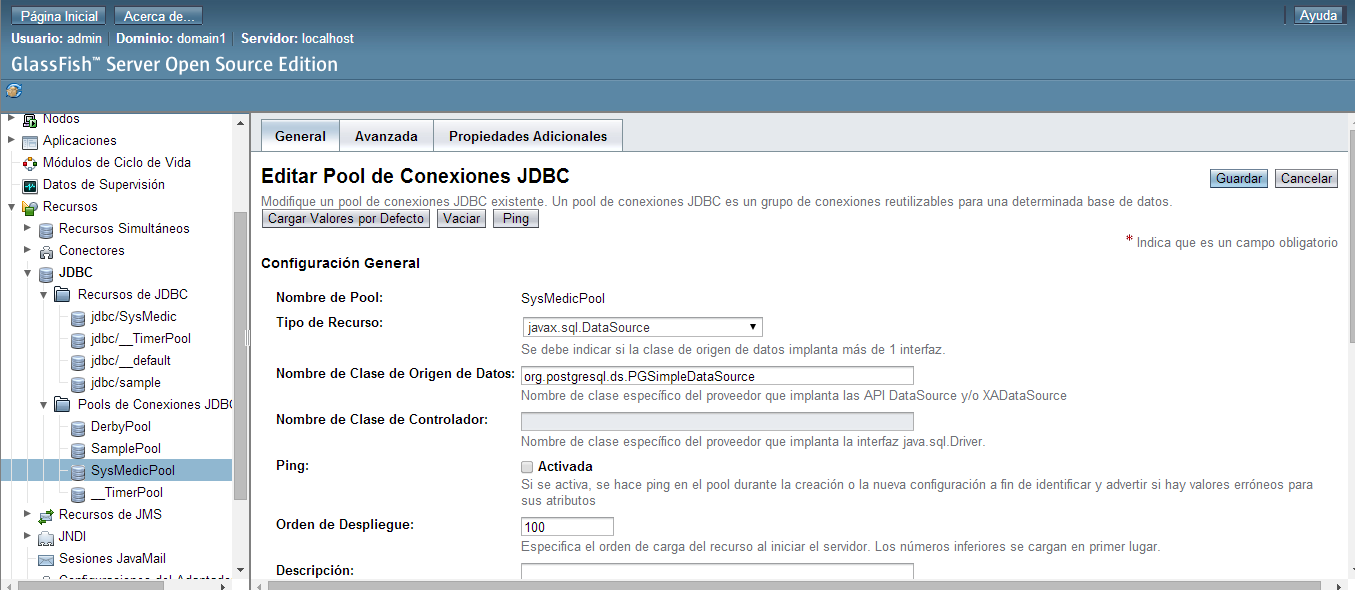 Página Inicial
Acerca de...
Ayuda
Usuario: admin Dominio: domain1 Servidor: localhost
GlassFish™ Server Open Source Edition
Nodos
Aplicaciones
Módulos de Ciclo de Vida
Datos de Supervisión
Recursos
Recursos Simultáneos
Conectores
JDBC
Recursos de JDBC
jdbc/SysMedic
jdbc/__TimerPool
jdbc/__default
jdbc/sample
Pools de Conexiones JDBC
DerbyPool
SamplePool
SysMedicPool
__TimerPool
Recursos de JMS
JNDI
Sesiones JavaMail
Configuraciones del Adaptado
General
Avanzada
Propiedades Adicionales
Editar Pool de Conexiones JDBC
Guardar
Cancelar
Modifique un pool de conexiones JDBC existente. Un pool de conexiones JDBC es un grupo de conexiones reutilizables para una determinada base de datos.
Cargar Valores por Defecto
Vaciar
Ping
* Indica que es un campo obligatorio
Configuración General
Nombre de Pool: SysMedicPool
Tipo de Recurso: javax.sql.DataSource
Se debe indicar si la clase de origen de datos implanta más de 1 interfaz.
Nombre de Clase de Origen de Datos: org.postgresql.ds.PGSimpleDataSource
Nombre de clase específico del proveedor que implanta las API DataSource y/o XADataSource
Nombre de Clase de Controlador:
Nombre de clase específico del proveedor que implanta la interfaz java.sql.Driver.
Ping: Activada
Si se activa, se hace ping en el pool durante la creación o la nueva configuración a fin de identificar y advertir si hay valores erróneos para
sus atributos
Orden de Despliegue: 100
Especifica el orden de carga del recurso al iniciar el servidor. Los números inferiores se cargan en primer lugar.
Descripción: